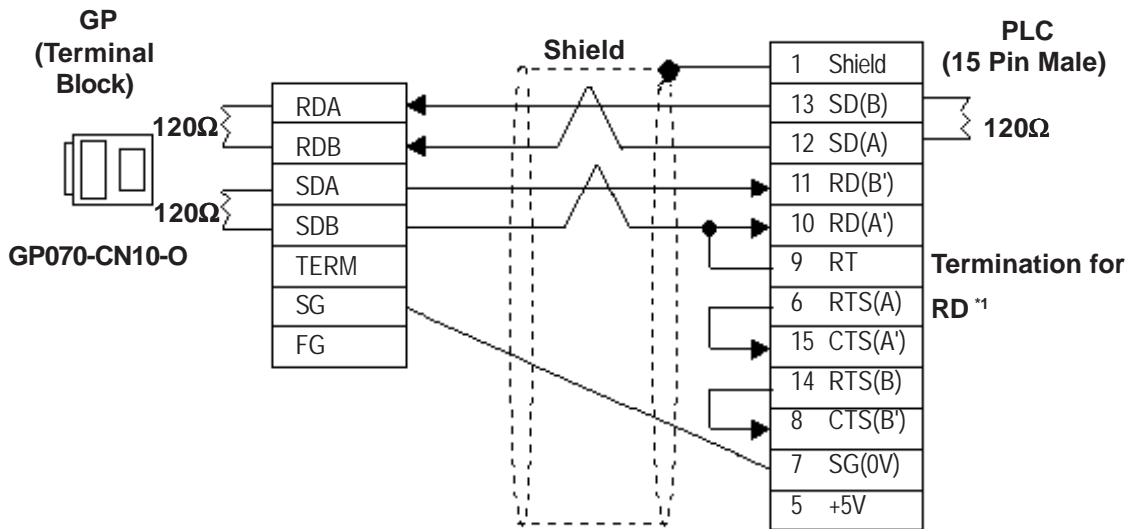 GP
(Terminal
Block)
Shield
PLC
(15 Pin Male)
120Ω
120Ω
GP070-CN10-O
RDA
RDB
SDA
SDB
TERM
SG
FG
1 Shield
13 SD(B)
12 SD(A)
11 RD(B')
10 RD(A')
9 RT
6 RTS(A)
15 CTS(A')
14 RTS(B)
8 CTS(B')
7 SG(0V)
5 +5V
120Ω
Termination for
RD *1